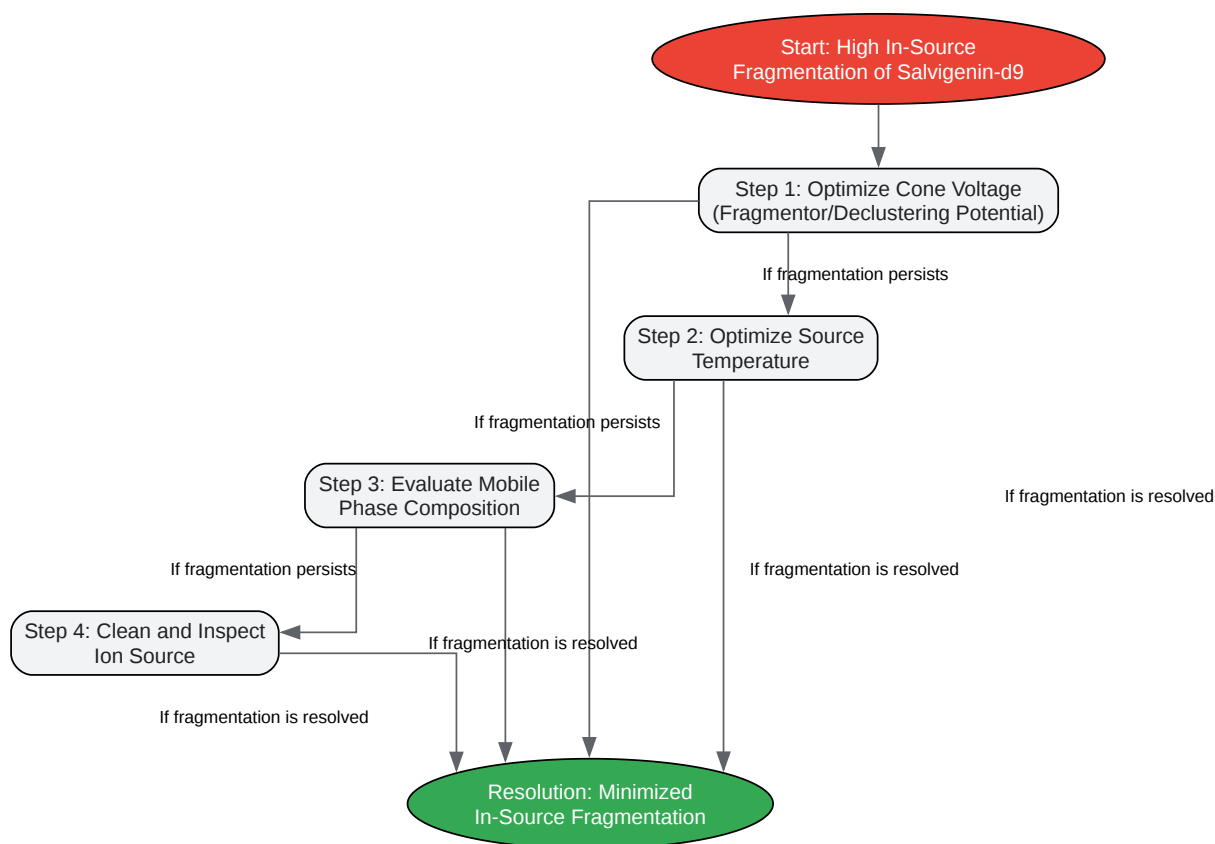 Start: High In-Source
Fragmentation of Salvigenin-d9
Step 1: Optimize Cone Voltage
(Fragmentor/Declustering Potential)
If fragmentation persists
Step 2: Optimize Source
Temperature
If fragmentation persists
Step 3: Evaluate Mobile
Phase Composition
If fragmentation is resolved
If fragmentation persists
If fragmentation is resolved
Step 4: Clean and Inspect
Ion Source
If fragmentation is resolved
If fragmentation is resolved
Resolution: Minimized
In-Source Fragmentation